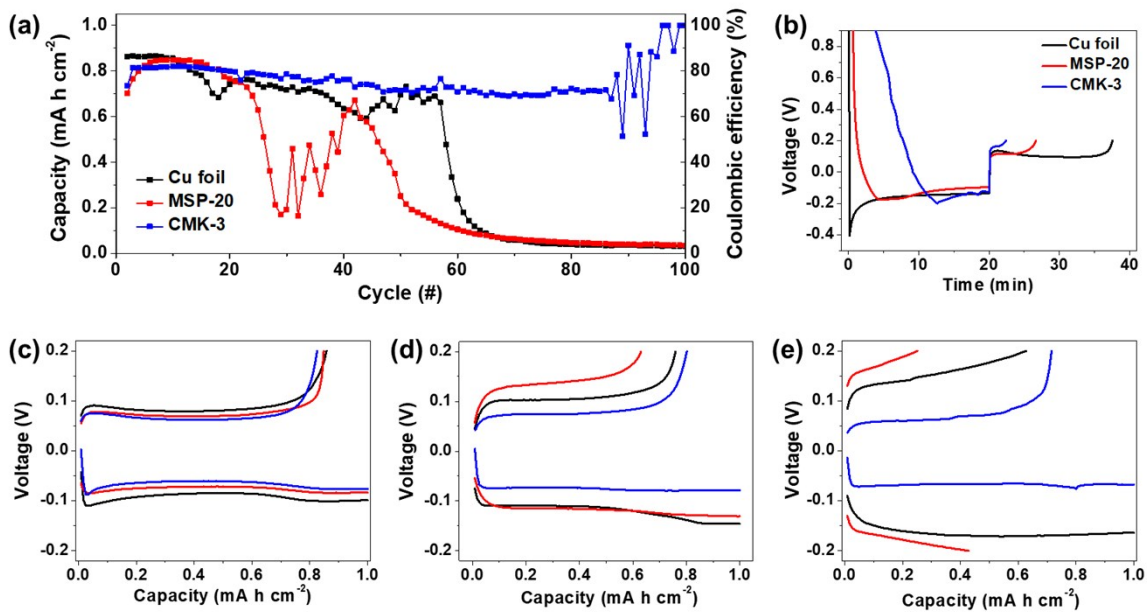 (a)
Capacity (mA h cm⁻²)
1.0
0.8
0.6
0.4
0.2
0.0
Cu foil
MSP-20
CMK-3
0
20
40
60
80
100
Cycle (#)
100
80
60
40
20
0
Coulombic efficiency (%)
(b)
Voltage (V)
0.8
0.4
0.0
-0.4
Cu foil
MSP-20
CMK-3
0
10
20
30
40
Time (min)
(c)
Voltage (V)
0.2
0.1
0.0
-0.1
-0.2
0.0
0.2
0.4
0.6
0.8
1.0
Capacity (mA h cm⁻²)
(d)
Voltage (V)
0.2
0.1
0.0
-0.1
-0.2
0.0
0.2
0.4
0.6
0.8
1.0
Capacity (mA h cm⁻²)
(e)
Voltage (V)
0.2
0.1
0.0
-0.1
-0.2
0.0
0.2
0.4
0.6
0.8
1.0
Capacity (mA h cm⁻²)